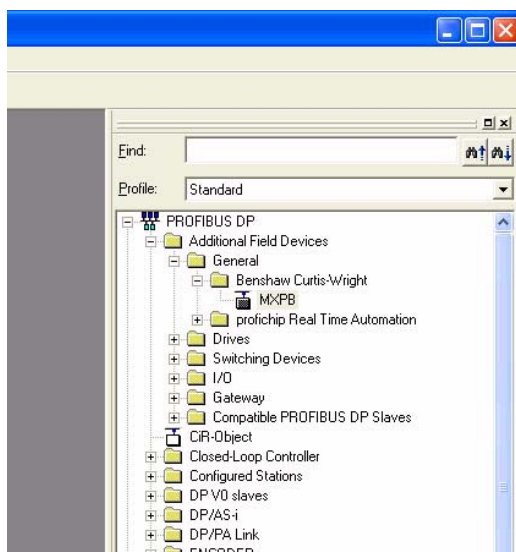 Find:
Profile: Standard
PROFIBUS DP
Additional Field Devices
General
Benshaw Curtis-Wright
MXPB
profichip Real Time Automation
Drives
Switching Devices
I/O
Gateway
Compatible PROFIBUS DP Slaves
CiR-Object
Closed-Loop Controller
Configured Stations
DP V0 slaves
DP/AS-i
DP/PA Link
ENCODER